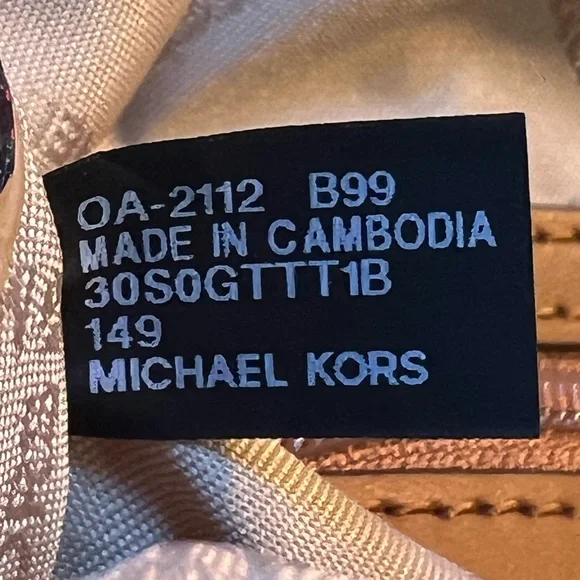 OA-2112 B99
MADE IN CAMBODIA
30S0GTTT1B
149
MICHAEL KORS